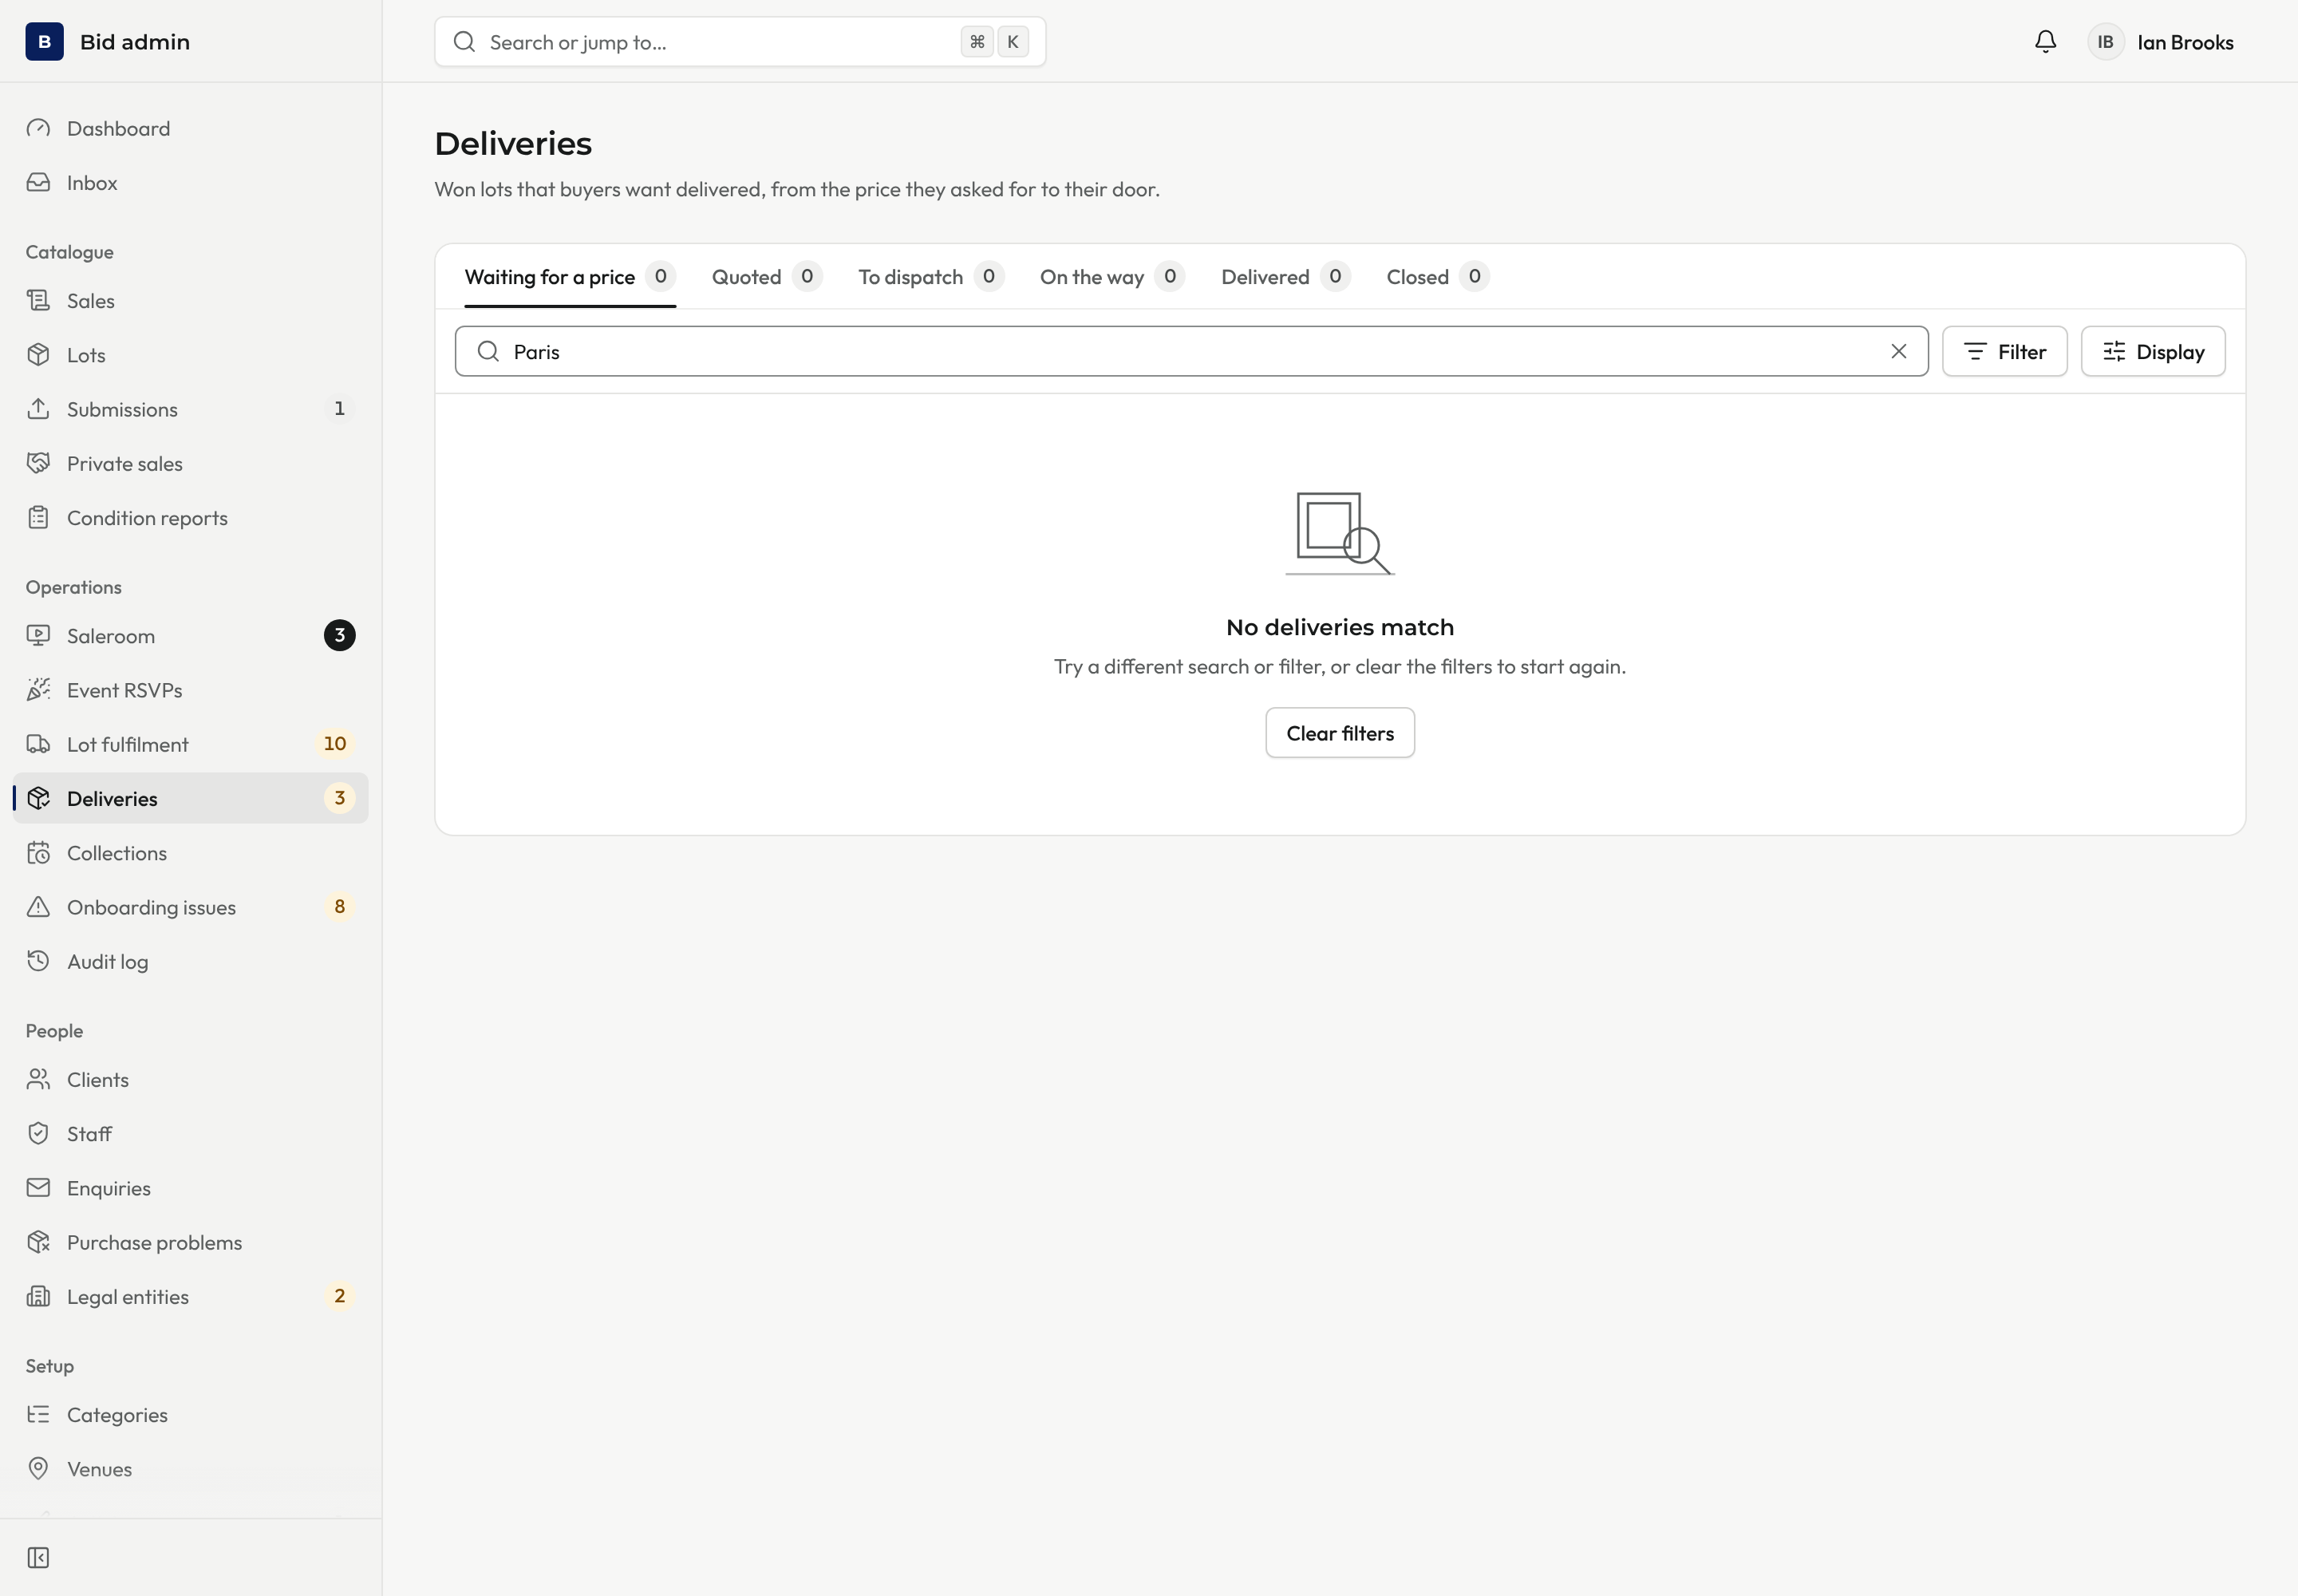 B Bid admin
Search or jump to... ⌘ K
IB Ian Brooks
Dashboard
Inbox
Catalogue
Sales
Lots
Submissions 1
Private sales
Condition reports
Operations
Saleroom 3
Event RSVPs
Lot fulfilment 10
Deliveries 3
Collections
Onboarding issues 8
Audit log
People
Clients
Staff
Enquiries
Purchase problems
Legal entities 2
Setup
Categories
Venues
Deliveries
Won lots that buyers want delivered, from the price they asked for to their door.
Waiting for a price 0 Quoted 0 To dispatch 0 On the way 0 Delivered 0 Closed 0
Paris Filter Display
No deliveries match
Try a different search or filter, or clear the filters to start again.
Clear filters